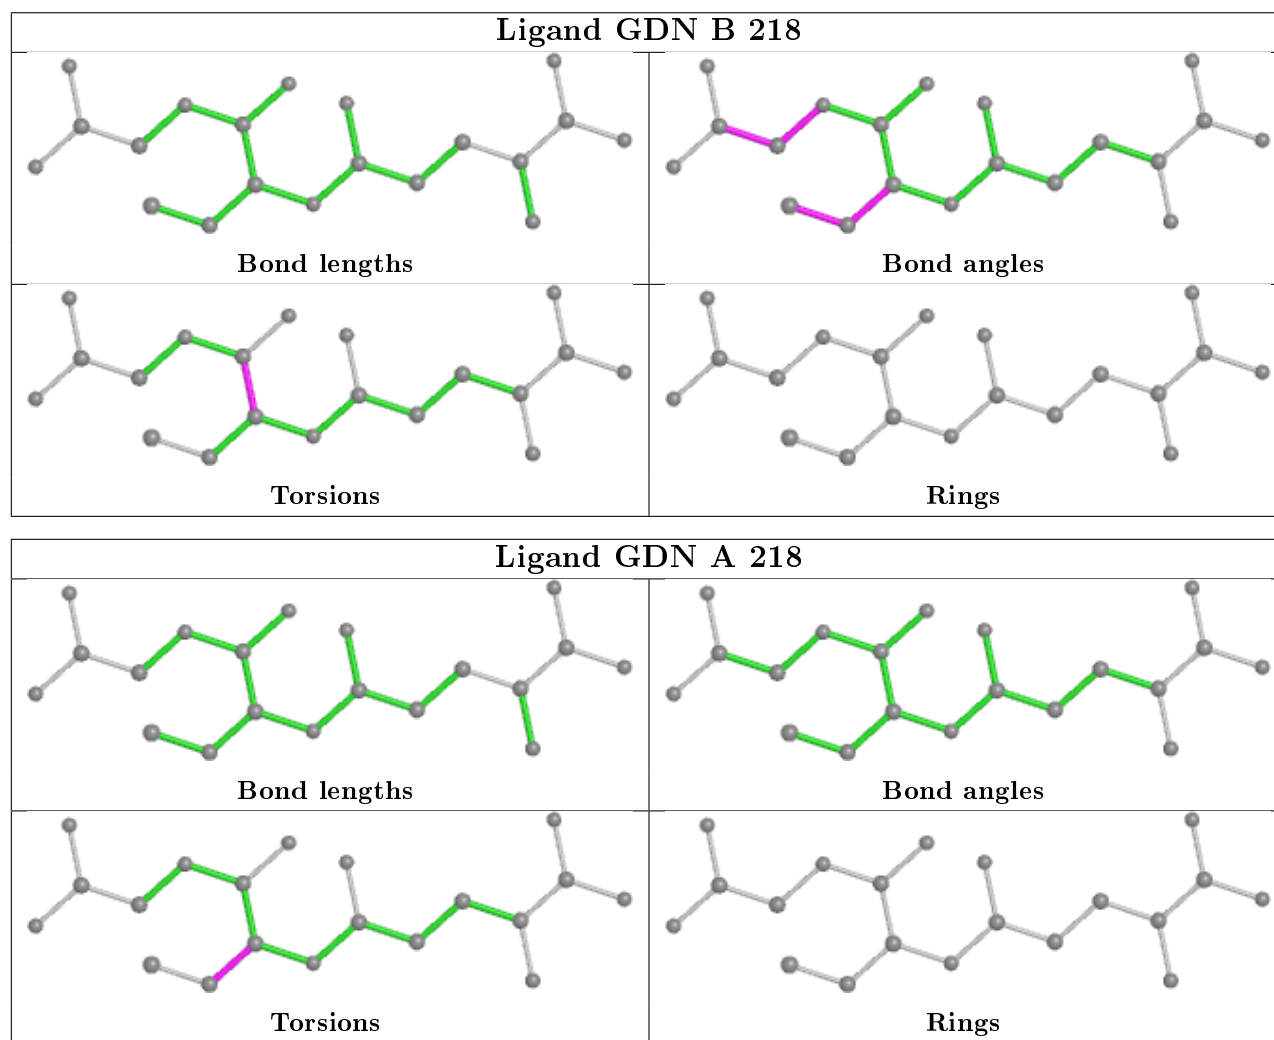 Ligand GDN B 218
Bond lengths
Bond angles
Torsions
Rings
Ligand GDN A 218
Bond lengths
Bond angles
Torsions
Rings